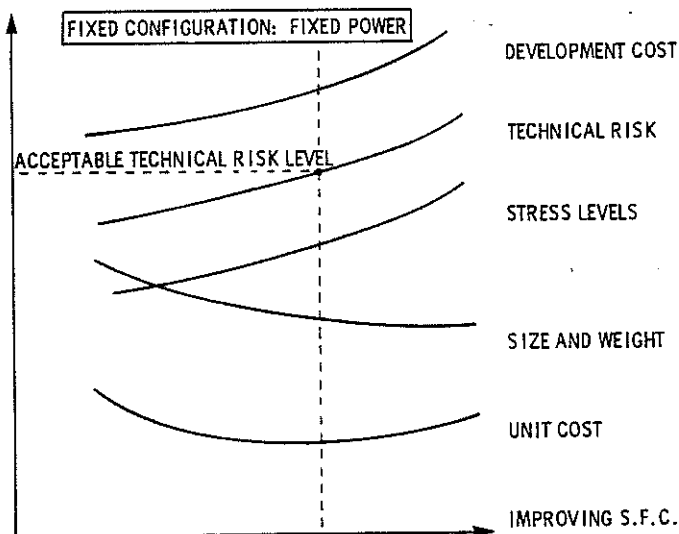 FIXED CONFIGURATION: FIXED POWER
DEVELOPMENT COST
TECHNICAL RISK
ACCEPTABLE TECHNICAL RISK LEVEL
STRESS LEVELS
SIZE AND WEIGHT
UNIT COST
IMPROVING S.F.C.